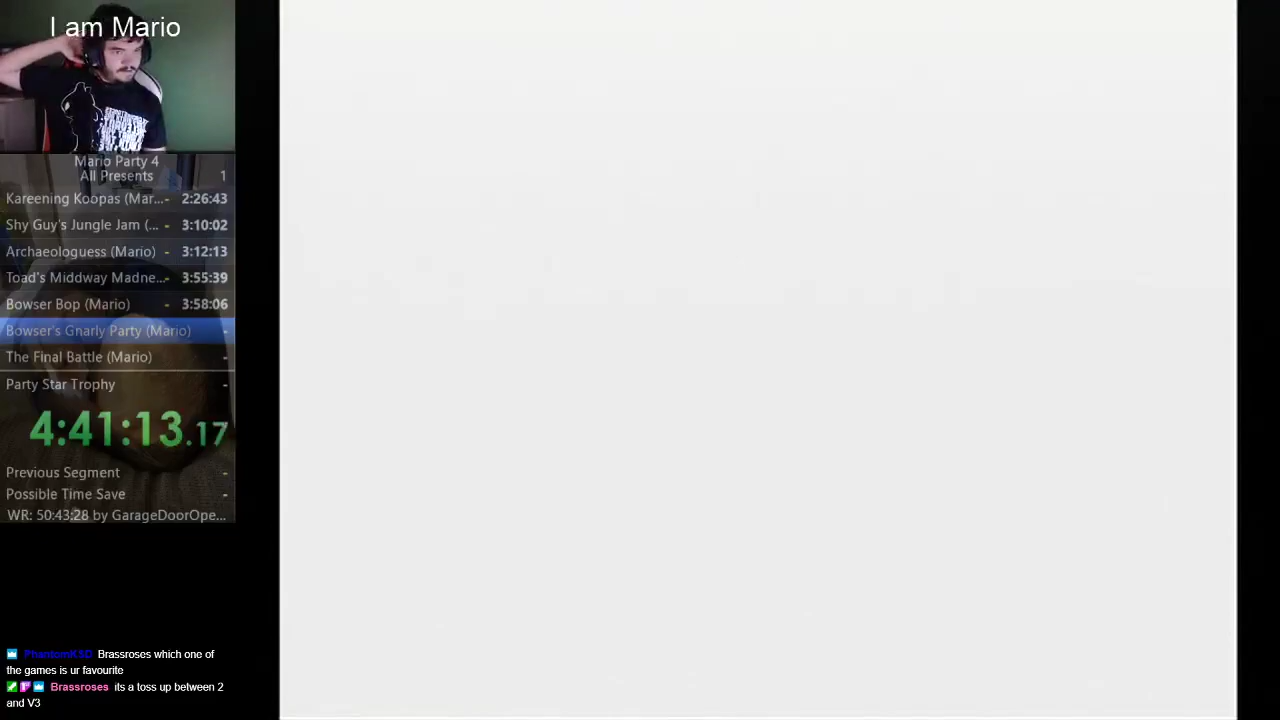 I am Mario
Mario Party 4
All Presents 1
Kareening Koopas (Mar... - 2:26:43
Shy Guy's Jungle Jam (... - 3:10:02
Archaeologuess (Mario) - 3:12:13
Toad's Middway Madne... - 3:55:39
Bowser Bop (Mario) - 3:58:06
Bowser's Gnarly Party (Mario) -
The Final Battle (Mario) -
Party Star Trophy -
4:41:13.17
Previous Segment -
Possible Time Save -
WR: 50:43:28 by GarageDoorOpe...
PhantomKSD Brassroses which one of
the games is ur favourite
Brassroses its a toss up between 2
and V3